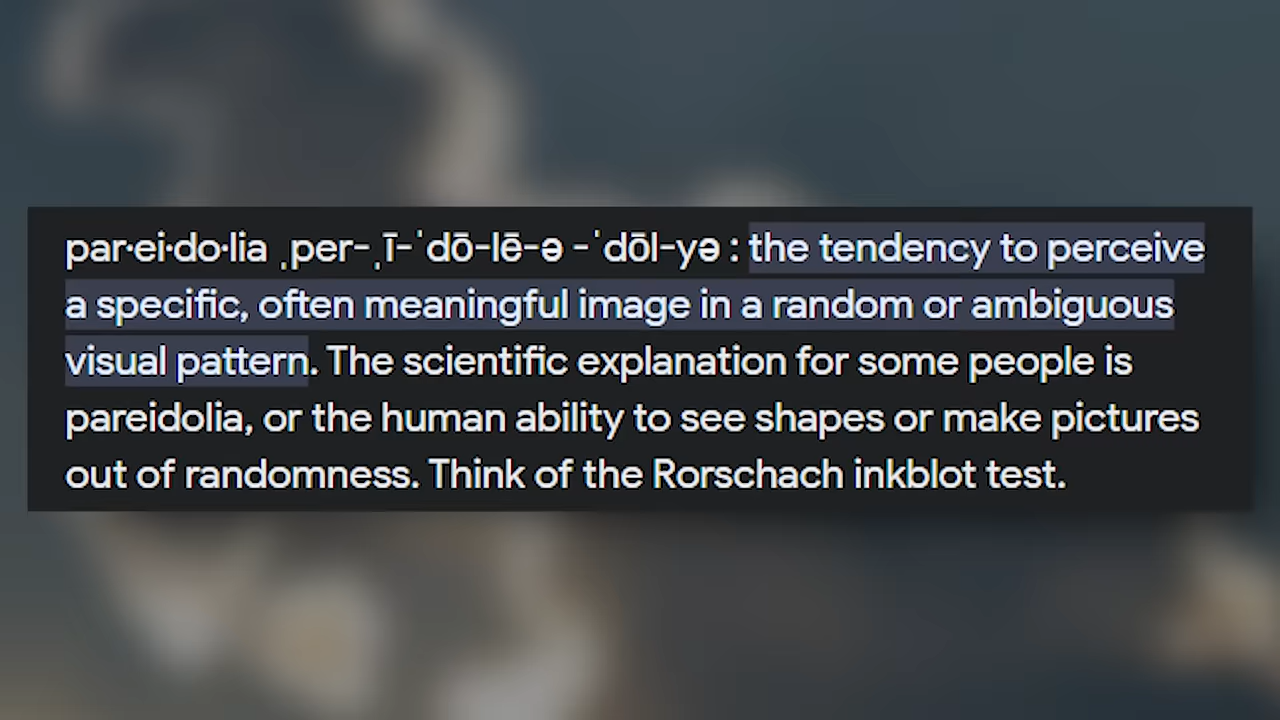 par·ei·do·lia ˌper-ˌī-ˈdō-lē-ə -ˈdōl-yə : the tendency to perceive
a specific, often meaningful image in a random or ambiguous
visual pattern. The scientific explanation for some people is
pareidolia, or the human ability to see shapes or make pictures
out of randomness. Think of the Rorschach inkblot test.